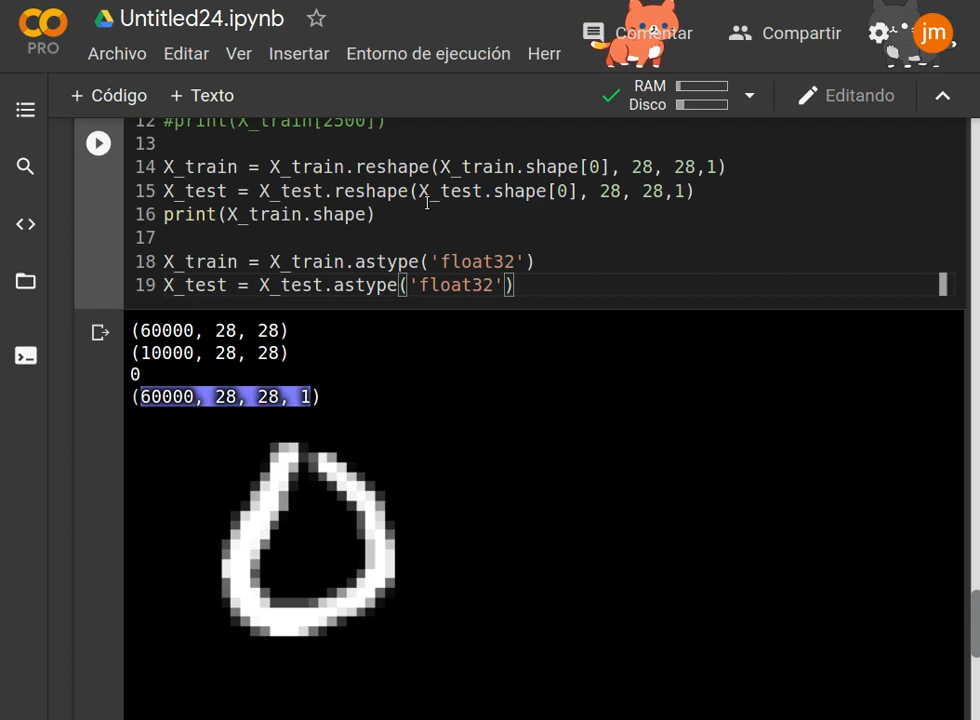 CO
PRO
Untitled24.ipynb
Archivo Editar Ver Insertar Entorno de ejecución Herr
Comentar
Compartir
jm
+ Código + Texto
RAM
Disco
Editando
12 #print(X_train[2500])
13
14 X_train = X_train.reshape(X_train.shape[0], 28, 28,1)
15 X_test = X_test.reshape(X_test.shape[0], 28, 28,1)
16 print(X_train.shape)
17
18 X_train = X_train.astype('float32')
19 X_test = X_test.astype('float32')
(60000, 28, 28)
(10000, 28, 28)
0
(60000, 28, 28, 1)